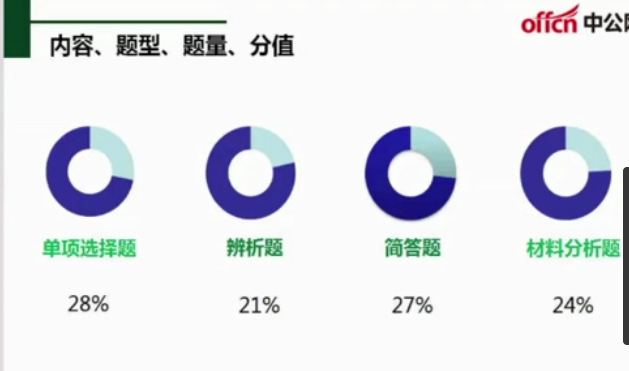 offcn 中公
内容、题型、题量、分值
单项选择题 辨析题 简答题 材料分析题
28% 21% 27% 24%